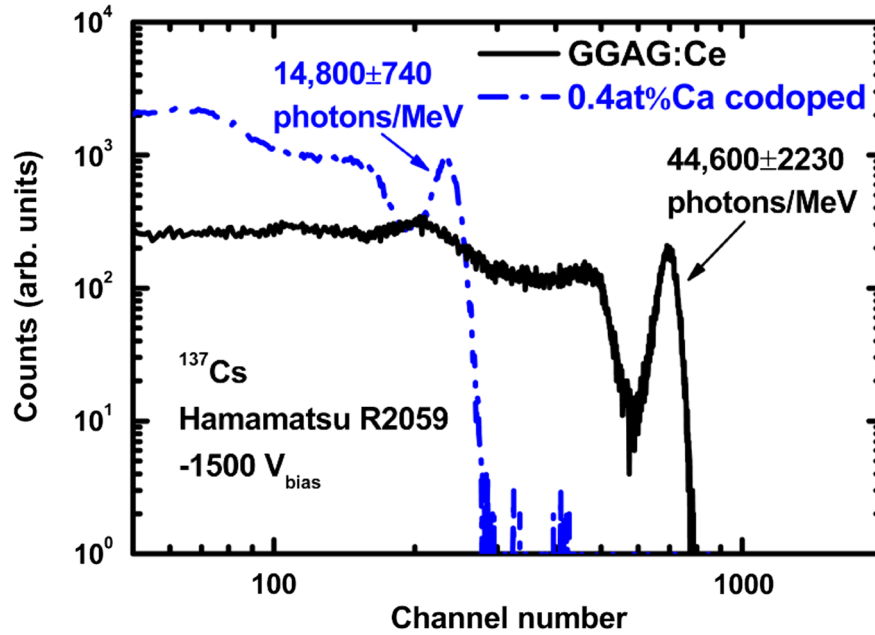 10⁴
10³
10²
10¹
10⁰
Counts (arb. units)
14,800±740
photons/MeV
GGAG:Ce
0.4at%Ca codoped
44,600±2230
photons/MeV
¹³⁷Cs
Hamamatsu R2059
-1500 V_bias
100
1000
Channel number